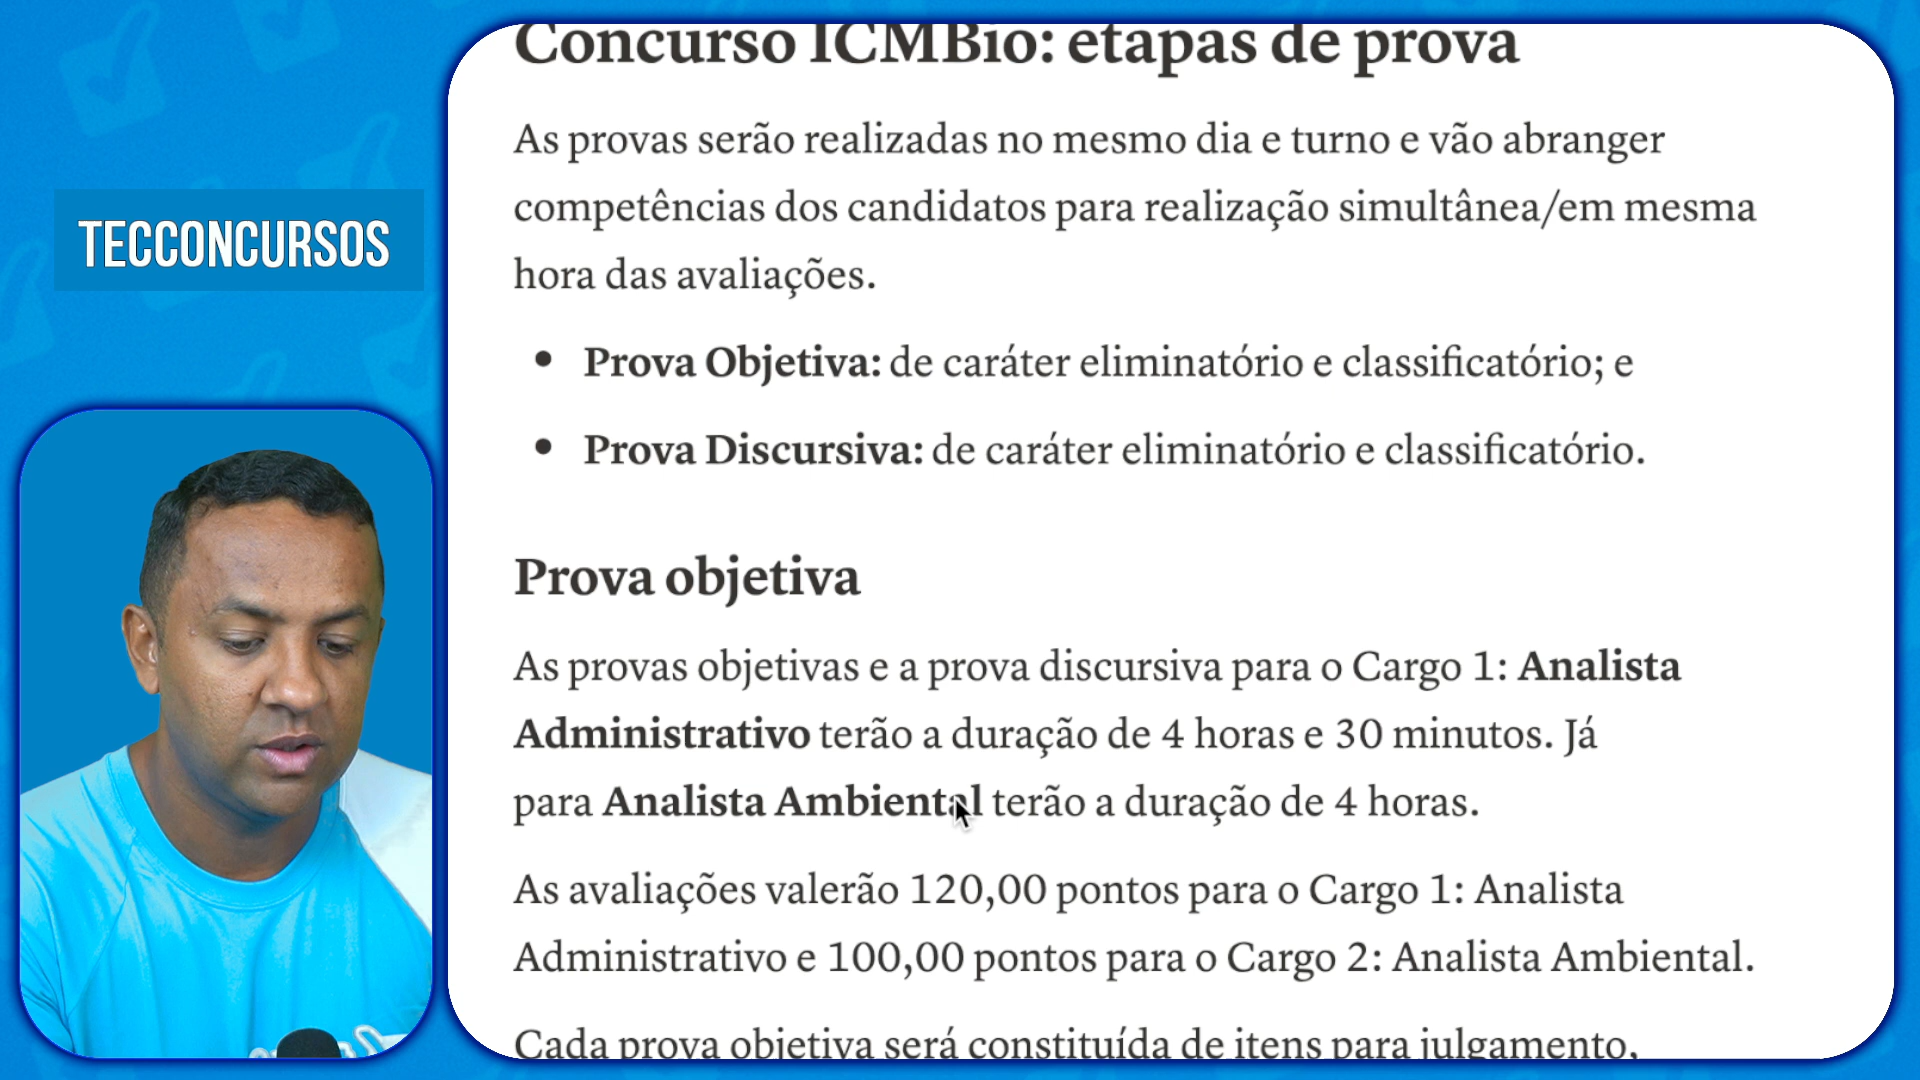 Concurso ICMBio: etapas de prova
As provas serão realizadas no mesmo dia e turno e vão abranger
competências dos candidatos para realização simultânea/em mesma
hora das avaliações.
TECCONCURSOS
• Prova Objetiva: de caráter eliminatório e classificatório; e
• Prova Discursiva: de caráter eliminatório e classificatório.
Prova objetiva
As provas objetivas e a prova discursiva para o Cargo 1: Analista
Administrativo terão a duração de 4 horas e 30 minutos. Já
para Analista Ambiental terão a duração de 4 horas.
As avaliações valerão 120,00 pontos para o Cargo 1: Analista
Administrativo e 100,00 pontos para o Cargo 2: Analista Ambiental.
Cada prova objetiva será constituída de itens para julgamento,